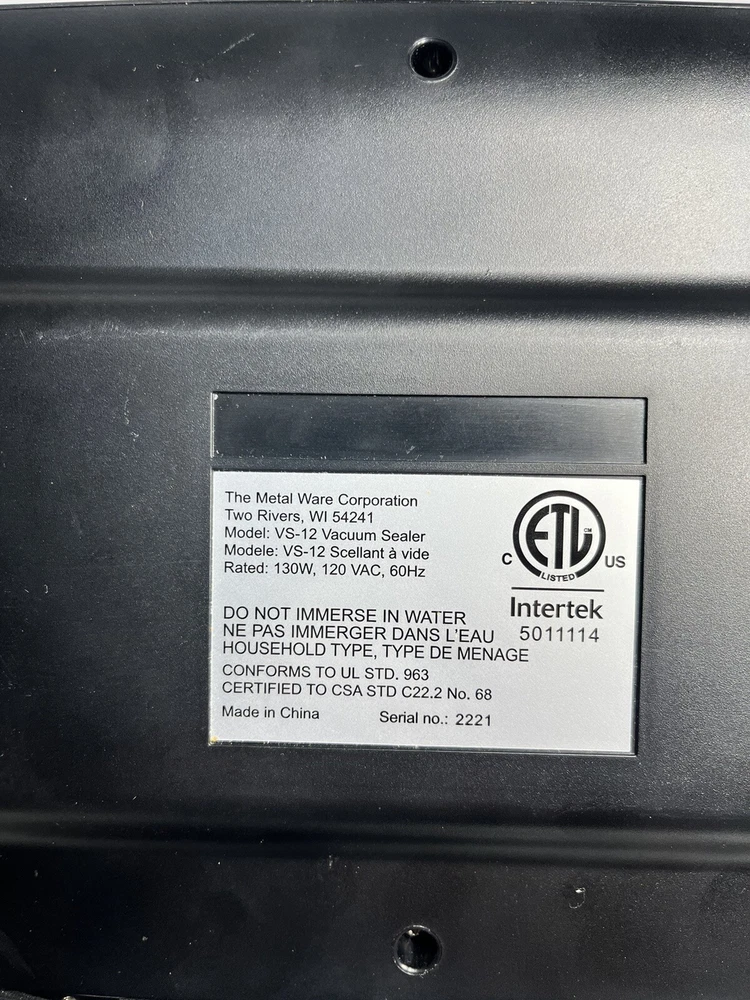 The Metal Ware Corporation
Two Rivers, WI 54241
Model: VS-12 Vacuum Sealer
Modele: VS-12 Scellant à vide
Rated: 130W, 120 VAC, 60Hz
ETL CM
C US
LISTED
Intertek
5011114
DO NOT IMMERSE IN WATER
NE PAS IMMERGER DANS L'EAU
HOUSEHOLD TYPE, TYPE DE MENAGE
CONFORMS TO UL STD. 963
CERTIFIED TO CSA STD C22.2 No. 68
Made in China Serial no.: 2221